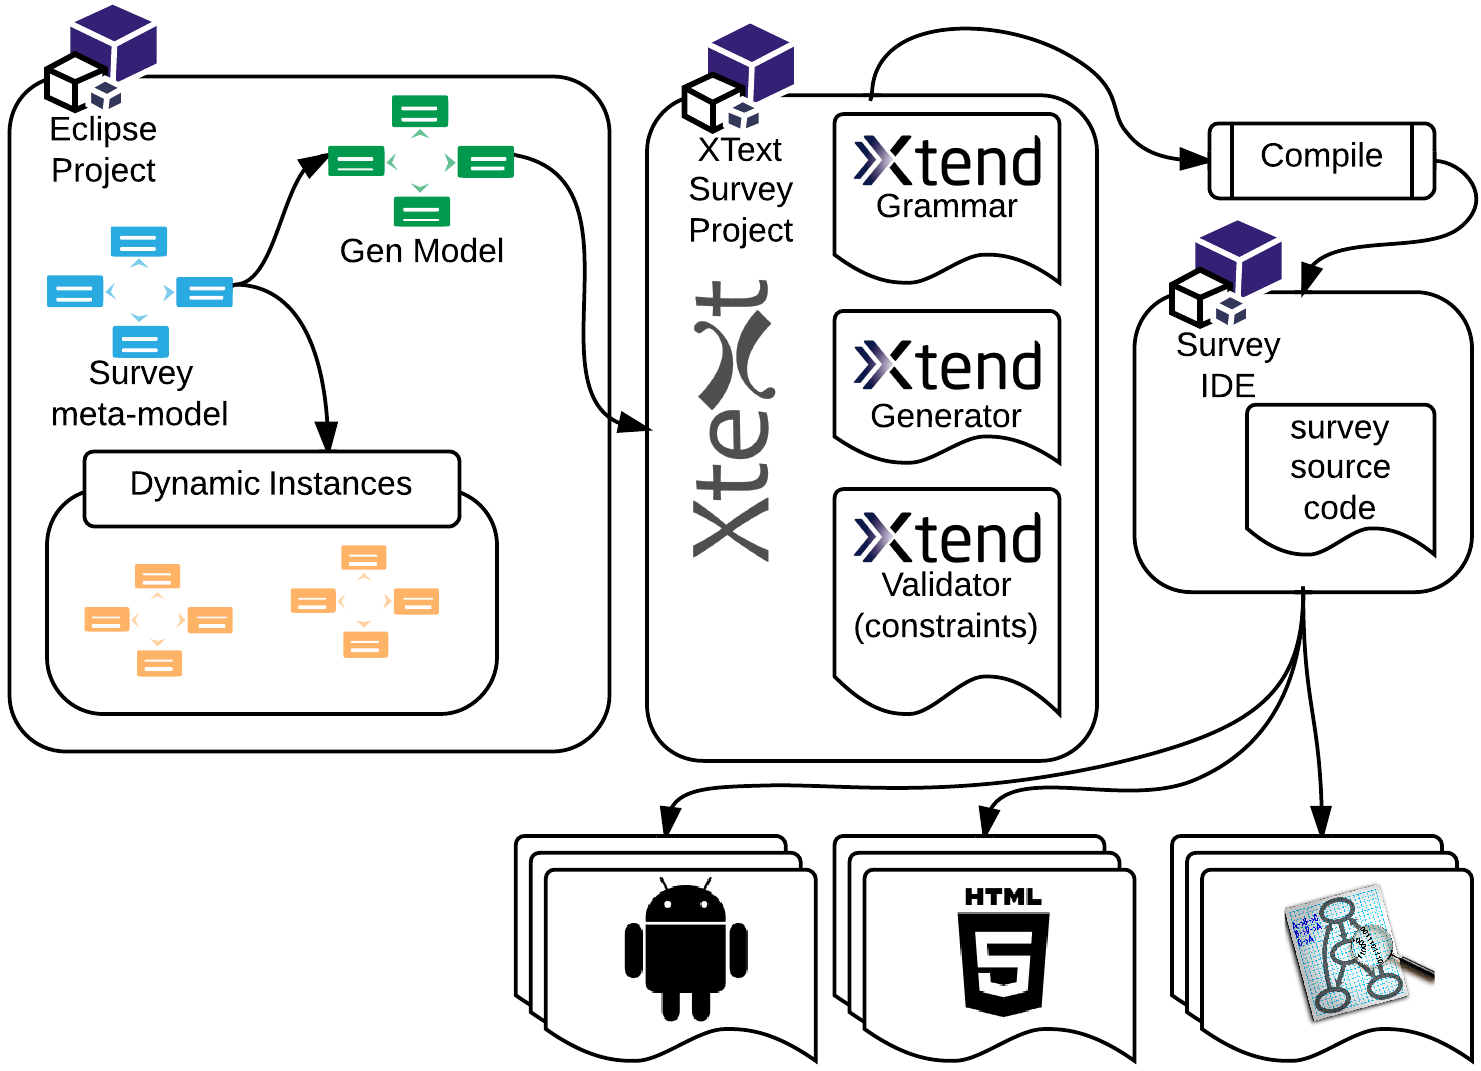 Eclipse
Project
Gen Model
Survey
meta-model
Dynamic Instances
XText
Survey
Project
Xtext
Xtend
Grammar
Xtend
Generator
Xtend
Validator
(constraints)
Compile
Survey
IDE
survey
source
code
HTML
5